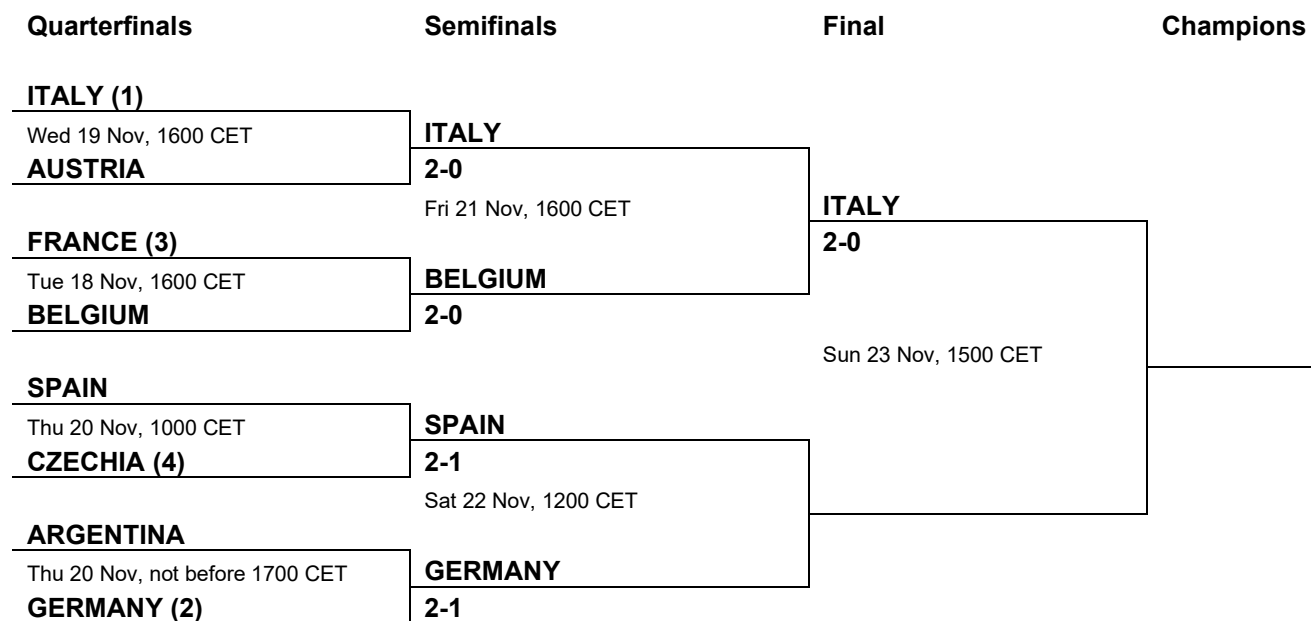 Quarterfinals
Semifinals
Final
Champions
ITALY (1)
Wed 19 Nov, 1600 CET
AUSTRIA
FRANCE (3)
Tue 18 Nov, 1600 CET
BELGIUM
SPAIN
Thu 20 Nov, 1000 CET
CZECHIA (4)
ARGENTINA
Thu 20 Nov, not before 1700 CET
GERMANY (2)
ITALY
2-0
Fri 21 Nov, 1600 CET
BELGIUM
2-0
SPAIN
2-1
Sat 22 Nov, 1200 CET
GERMANY
2-1
ITALY
2-0
Sun 23 Nov, 1500 CET